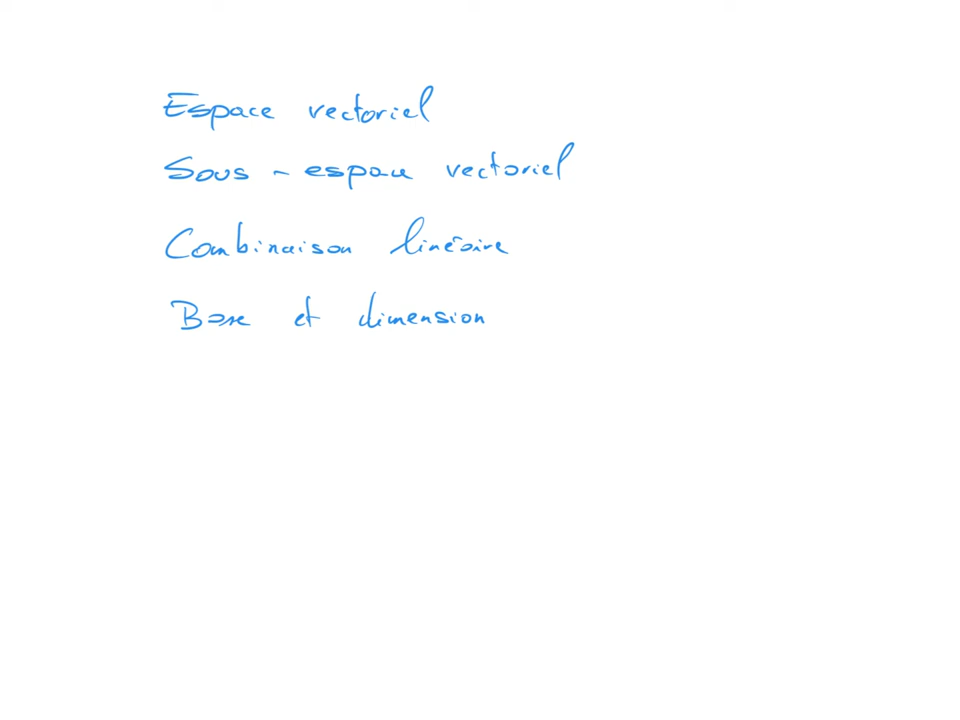 Espace vectoriel
Sous - espace vectoriel
Combinaison linéaire
Base et dimension